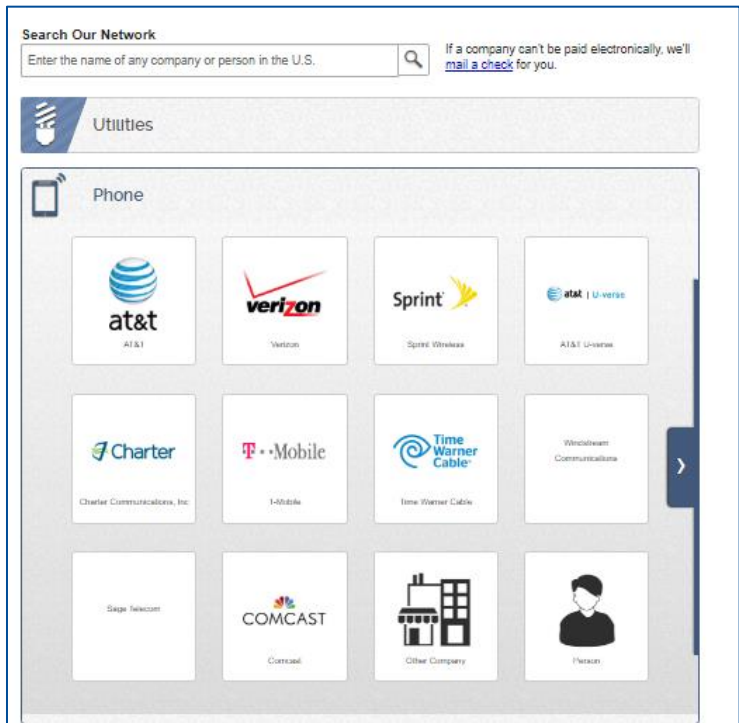 Search Our Network
Enter the name of any company or person in the U.S.
If a company can't be paid electronically, we'll
mail a check for you.
Utilities
Phone
at&t
AT&T
verizon
Verizon
Sprint
Sprint Wireless
at&t | U-verse
AT&T U-verse
Charter
Charter Communications, Inc
T··Mobile
T-Mobile
Time
Warner
Cable
Time Warner Cable
Windstream
Communications
Sage Telecom
COMCAST
Comcast
Other Company
Person